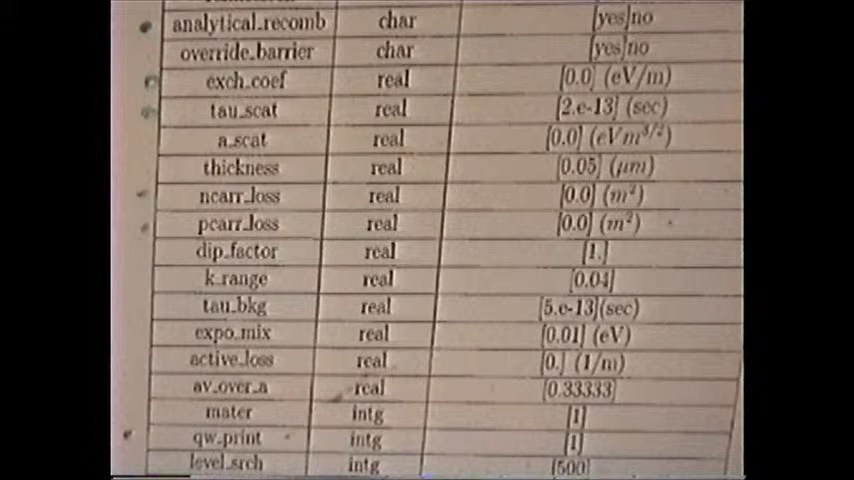 analytical_recomb char [yes]no
override_barrier char [yes]no
exch_coef real [0.0] (eV/m)
tau_scat real [2.e-13] (sec)
a_scat real [0.0] (eVm^3/2)
thickness real [0.05] (μm)
ncarr_loss real [0.0] (m²)
pcarr_loss real [0.0] (m²)
dip_factor real [1.]
k_range real [0.04]
tau_bkg real [5.e-13](sec)
expo_mix real [0.01] (eV)
active_loss real [0.] (1/m)
av_over_a real [0.33333]
mater intg [1]
qw_print intg [1]
level_srch intg [500]